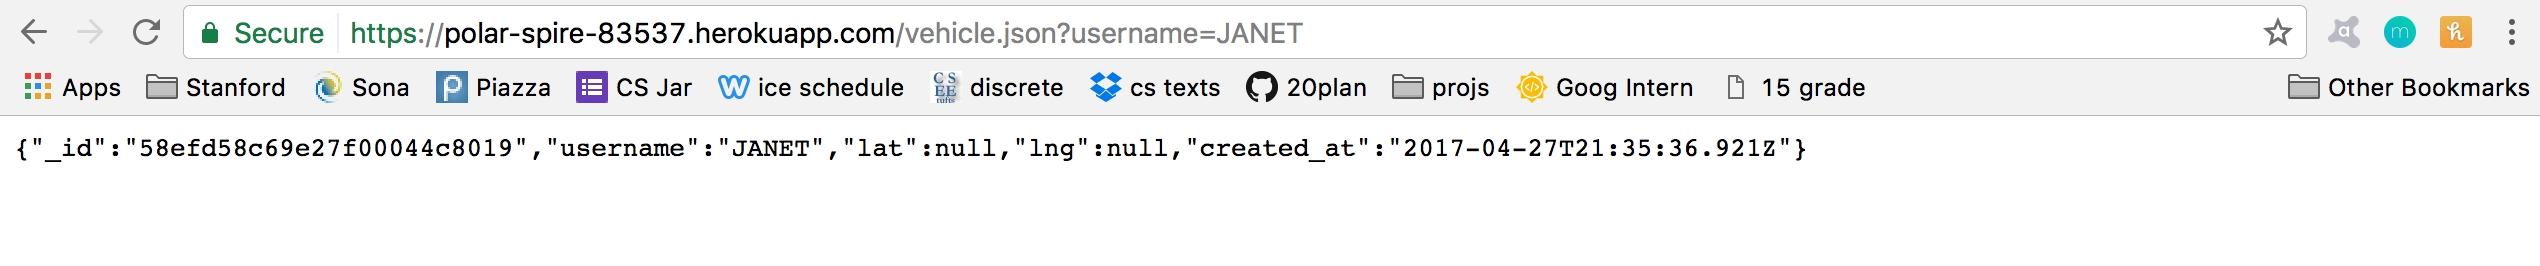 Secure https://polar-spire-83537.herokuapp.com/vehicle.json?username=JANET
Apps Stanford Sona Piazza CS Jar ice schedule discrete cs texts 20plan projs Goog Intern 15 grade Other Bookmarks
{"_id":"58efd58c69e27f00044c8019","username":"JANET","lat":null,"lng":null,"created_at":"2017-04-27T21:35:36.921Z"}